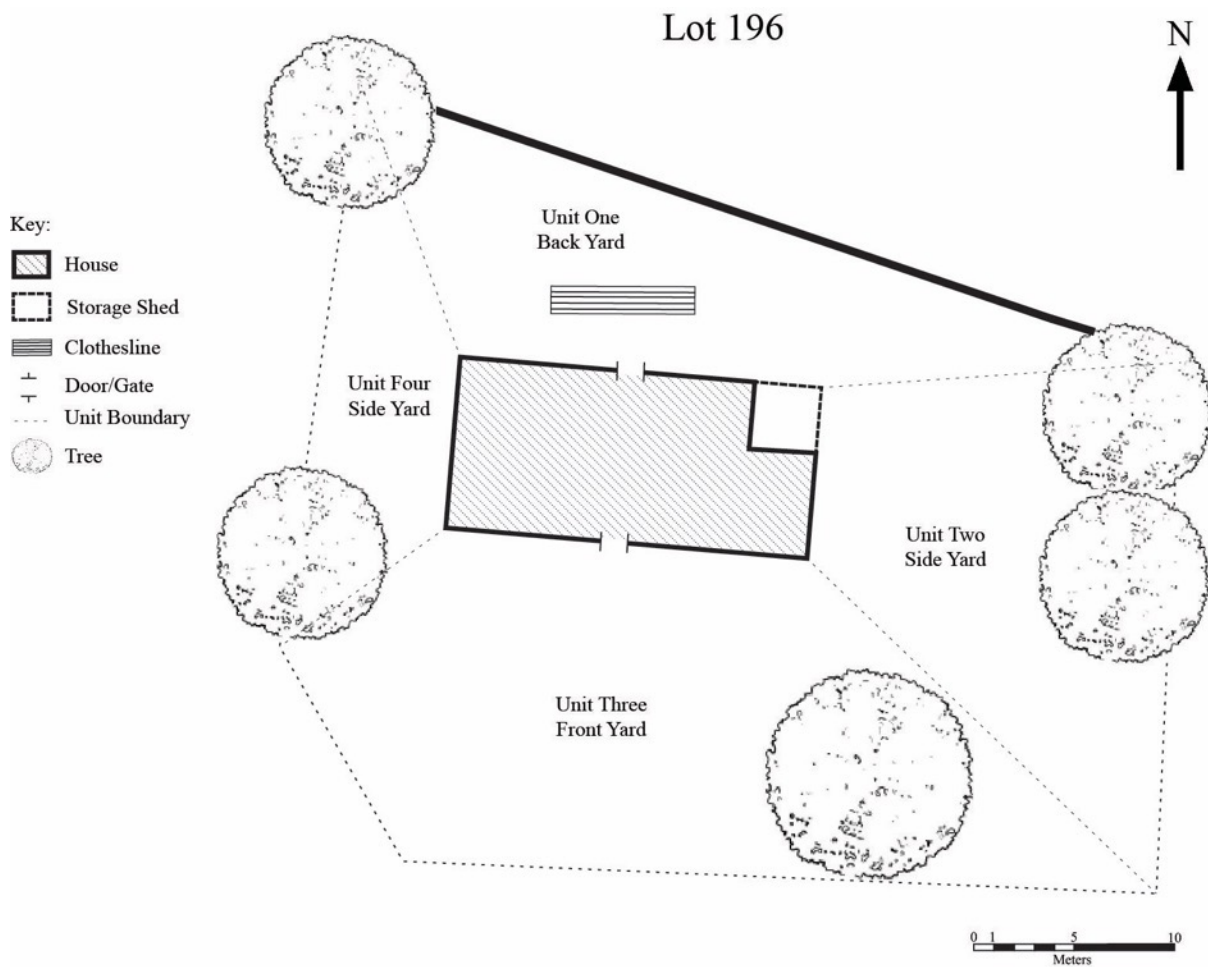 Lot 196
N
Unit One
Back Yard
Key:
House
Storage Shed
Clothesline
Door/Gate
Unit Boundary
Tree
Unit Four
Side Yard
Unit Two
Side Yard
Unit Three
Front Yard
0 1 5 10
Meters